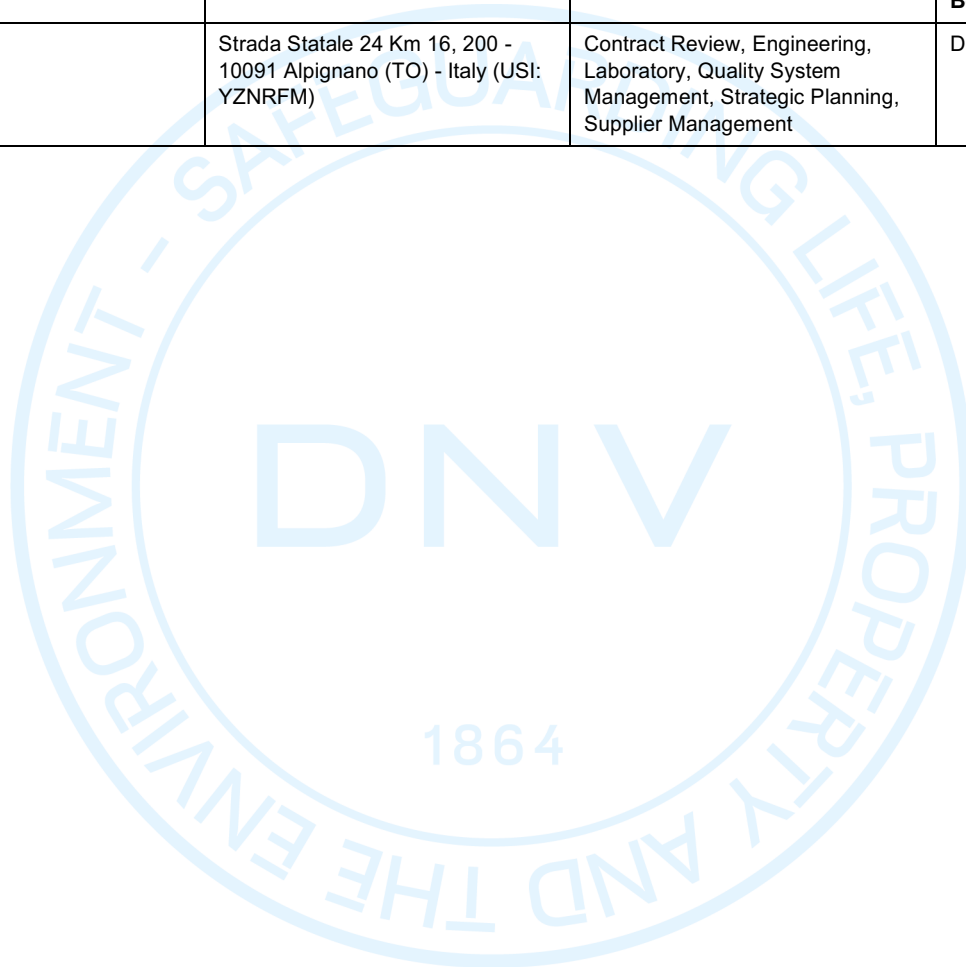 B
Strada Statale 24 Km 16, 200 -
10091 Alpignano (TO) - Italy (USI:
YZNRFM)
Contract Review, Engineering,
Laboratory, Quality System
Management, Strategic Planning,
Supplier Management
D
SAFEGUARDING LIFE, PROPERTY AND THE ENVIRONMENT -
DNV
1864